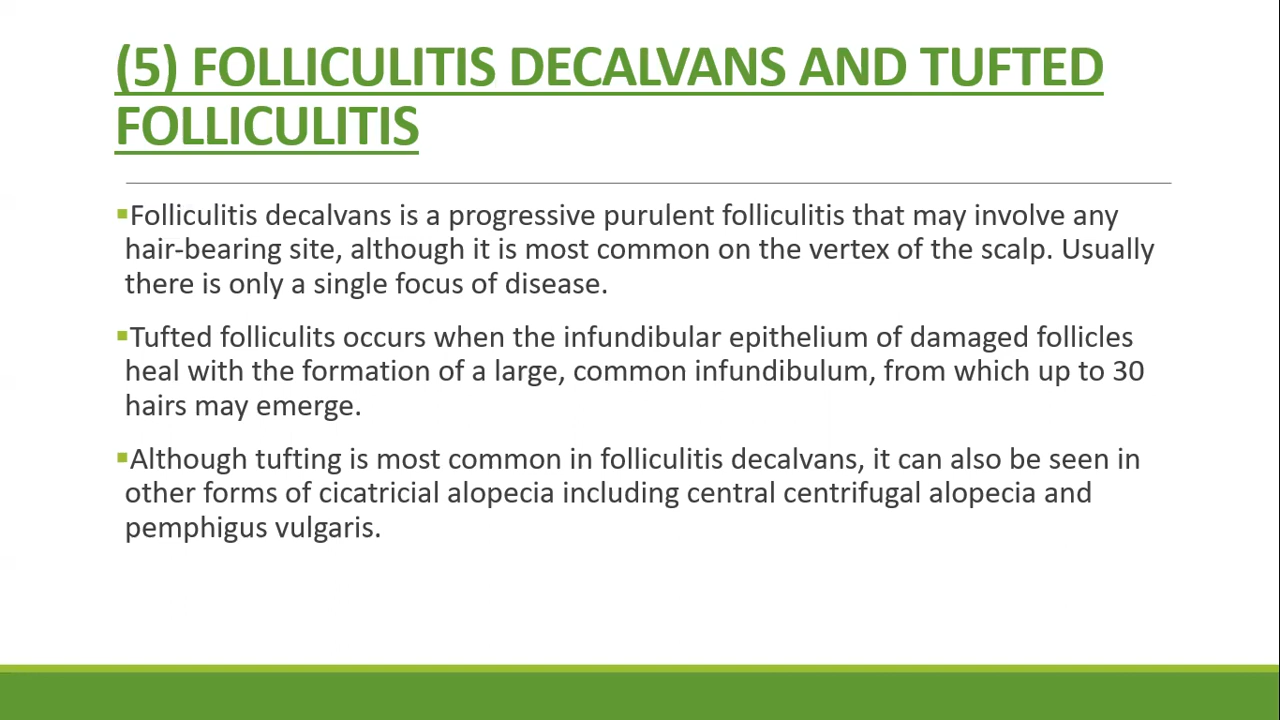 (5) FOLLICULITIS DECALVANS AND TUFTED
FOLLICULITIS
▪Folliculitis decalvans is a progressive purulent folliculitis that may involve any
hair-bearing site, although it is most common on the vertex of the scalp. Usually
there is only a single focus of disease.
▪Tufted folliculits occurs when the infundibular epithelium of damaged follicles
heal with the formation of a large, common infundibulum, from which up to 30
hairs may emerge.
▪Although tufting is most common in folliculitis decalvans, it can also be seen in
other forms of cicatricial alopecia including central centrifugal alopecia and
pemphigus vulgaris.